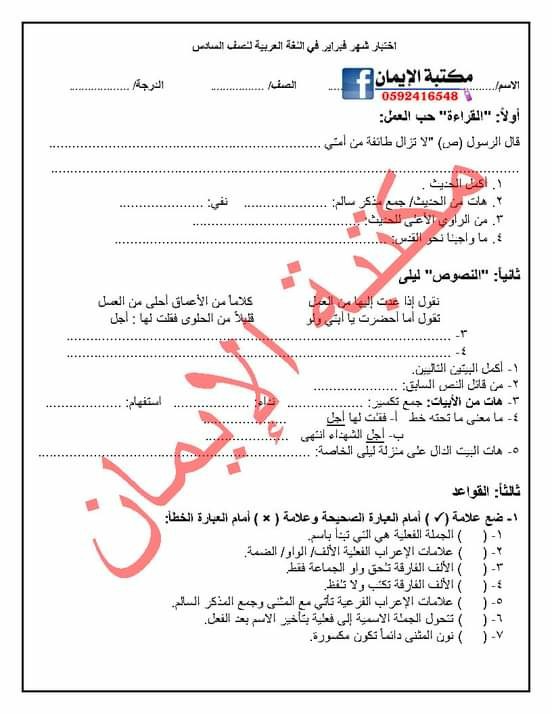 اختبار شهر فبراير في اللغة العربية للصف السادس
الاسم/................ الصف/ ................ الدرجة/ ..................
مكتبة الإيمان
0592416548
أولاً: "القراءة" حب العمل:
قال الرسول (ص) "لا تزال طائفة من أمتي ................................................
................................................................................
١. أكمل الحديث .
٢. هات من الحديث/ جمع مذكر سالم: .................... نفي: ....................
٣. من الراوي الأعلى للحديث: ........................................
٤. ما واجبنا نحو القدس: ............................................................
ثانياً: "النصوص" ليلى
تقول إذا عدت إليها من العمل كلاماً من الأعماق أحلى من العسل
تقول أما أحضرت يا أبتي ولو قليلاً من الحلوى فقلت لها : أجل
٣- ................................................................................
٤- ................................................................................
١- أكمل البيتين التاليين.
٢- من قائل النص السابق: ....................
٣- هات من الأبيات: جمع تكسير: .................... نداء: .................... استفهام: ....................
٤- ما معنى ما تحته خط أ- فقلت لها أجل ....................
ب- أجل الشهداء انتهى ....................
٥- هات البيت الدال على منزلة ليلى الخاصة: ........................................
ثالثاً: القواعد
١- ضع علامة (✓) أمام العبارة الصحيحة وعلامة (×) أمام العبارة الخطأ:
١- ( ) الجملة الفعلية هي التي تبدأ باسم.
٢- ( ) علامات الإعراب الفعلية الألف/ الواو/ الضمة.
٣- ( ) الألف الفارقة تلحق واو الجماعة فقط.
٤- ( ) الألف الفارقة تكتب ولا تلفظ.
٥- ( ) علامات الإعراب الفرعية تأتي مع المثنى وجمع المذكر السالم.
٦- ( ) تتحول الجملة الاسمية إلى فعلية بتأخير الاسم بعد الفعل.
٧- ( ) نون المثنى دائماً تكون مكسورة.
مكتبة الإيمان